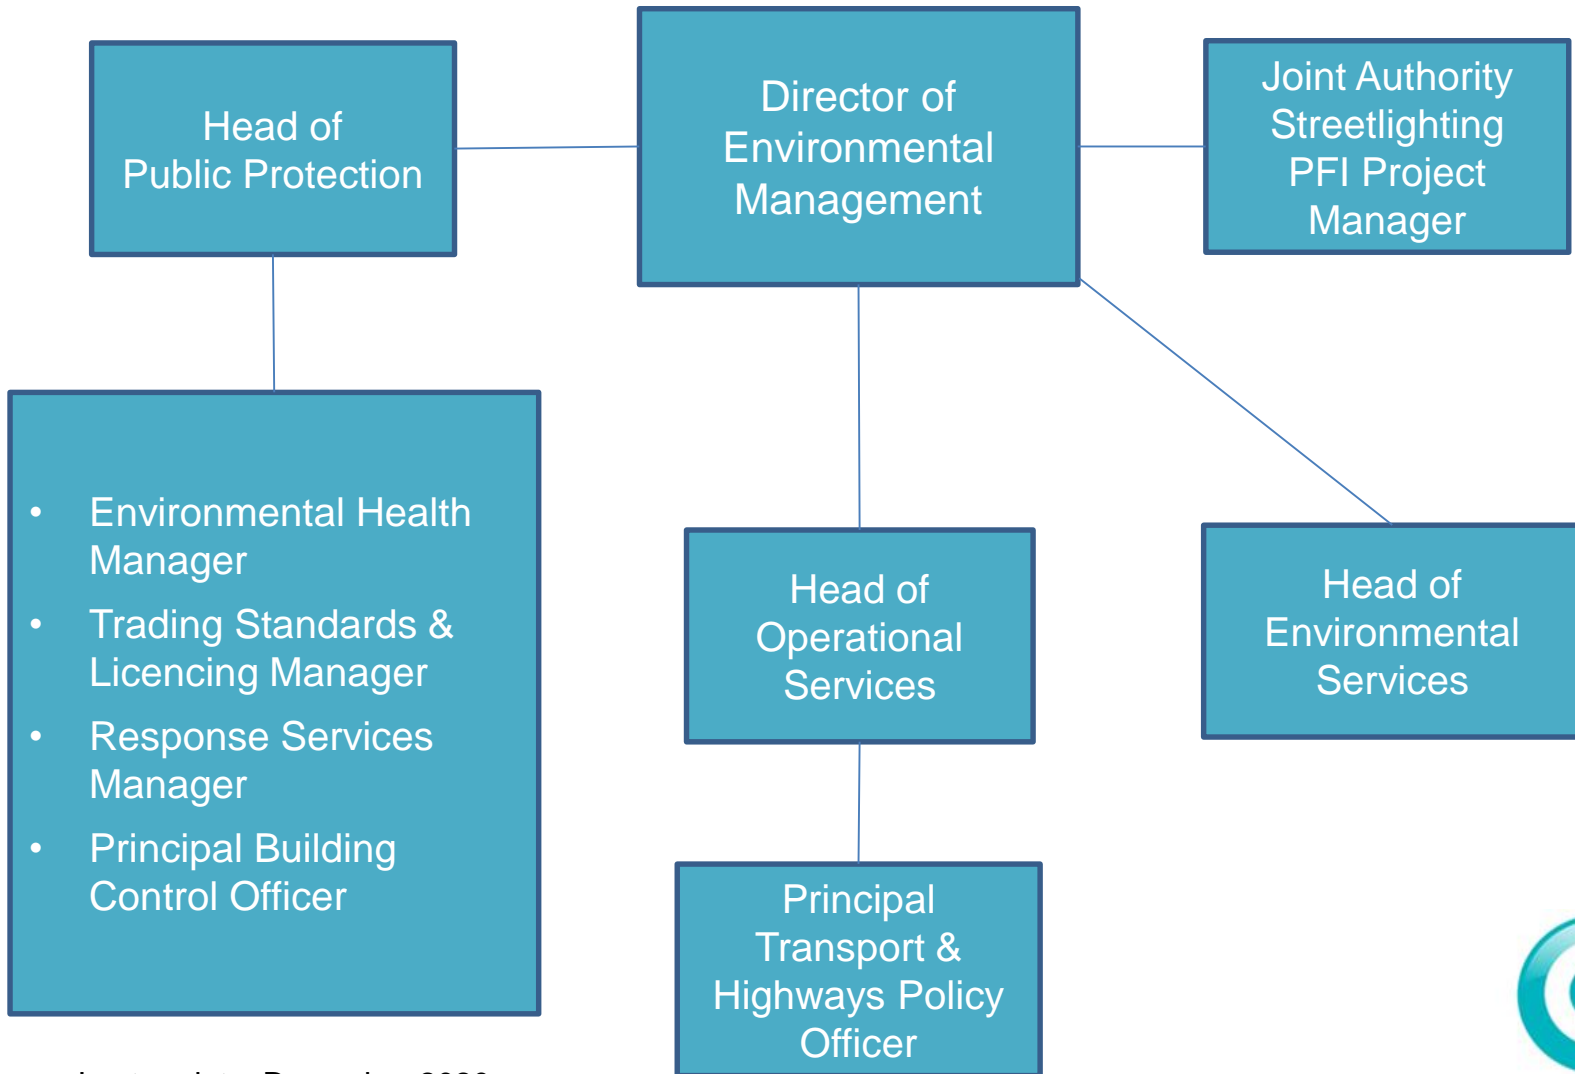 Head of
Public Protection
Director of
Environmental
Management
Joint Authority
Streetlighting
PFI Project
Manager
• Environmental Health
Manager
• Trading Standards &
Licencing Manager
• Response Services
Manager
• Principal Building
Control Officer
Head of
Operational
Services
Head of
Environmental
Services
Principal
Transport &
Highways Policy
Officer